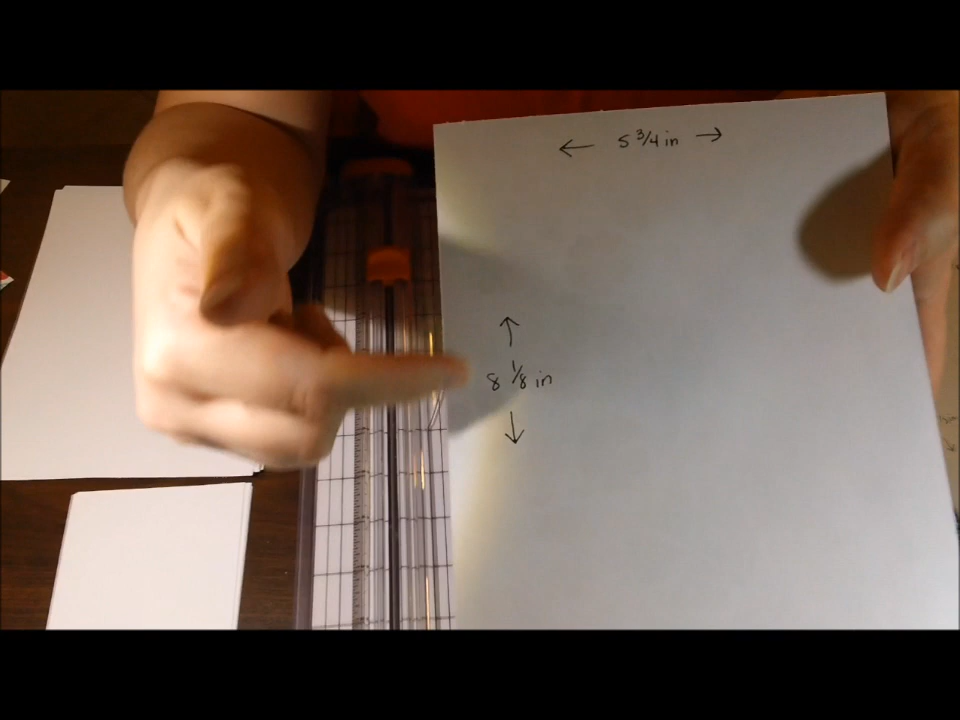 ← 5 3/4 in →
↑
8 1/8 in
↓